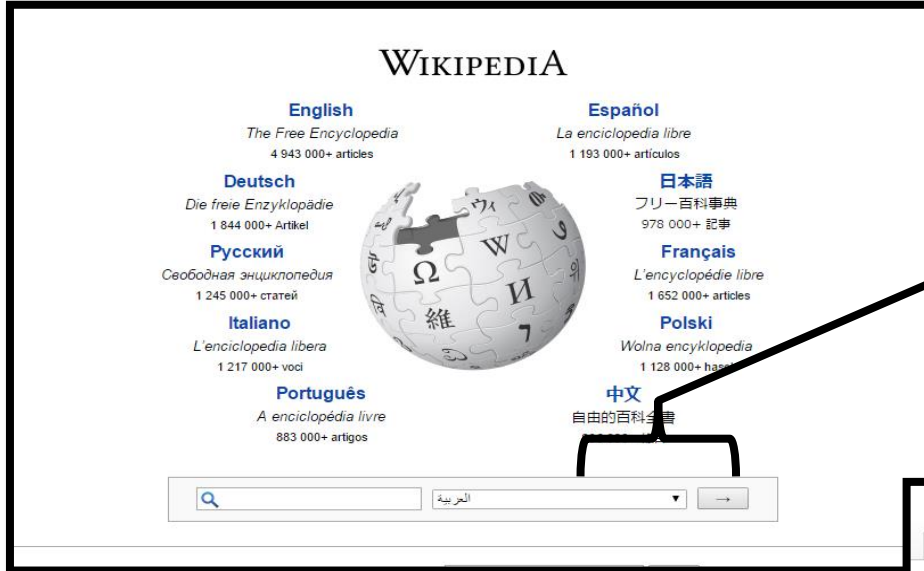 WIKIPEDIA
English
The Free Encyclopedia
4 943 000+ articles
Español
La enciclopedia libre
1 193 000+ artículos
Deutsch
Die freie Enzyklopädie
1 844 000+ Artikel
日本語
フリー百科事典
978 000+ 記事
Русский
Свободная энциклопедия
1 245 000+ статей
Français
L'encyclopédie libre
1 652 000+ articles
Italiano
L'enciclopedia libera
1 217 000+ voci
Polski
Wolna encyklopedia
1 128 000+
Português
A enciclopédia livre
883 000+ artigos
中文
自由的百科全書
Ω W И 維 7 ウィ
العربية
→